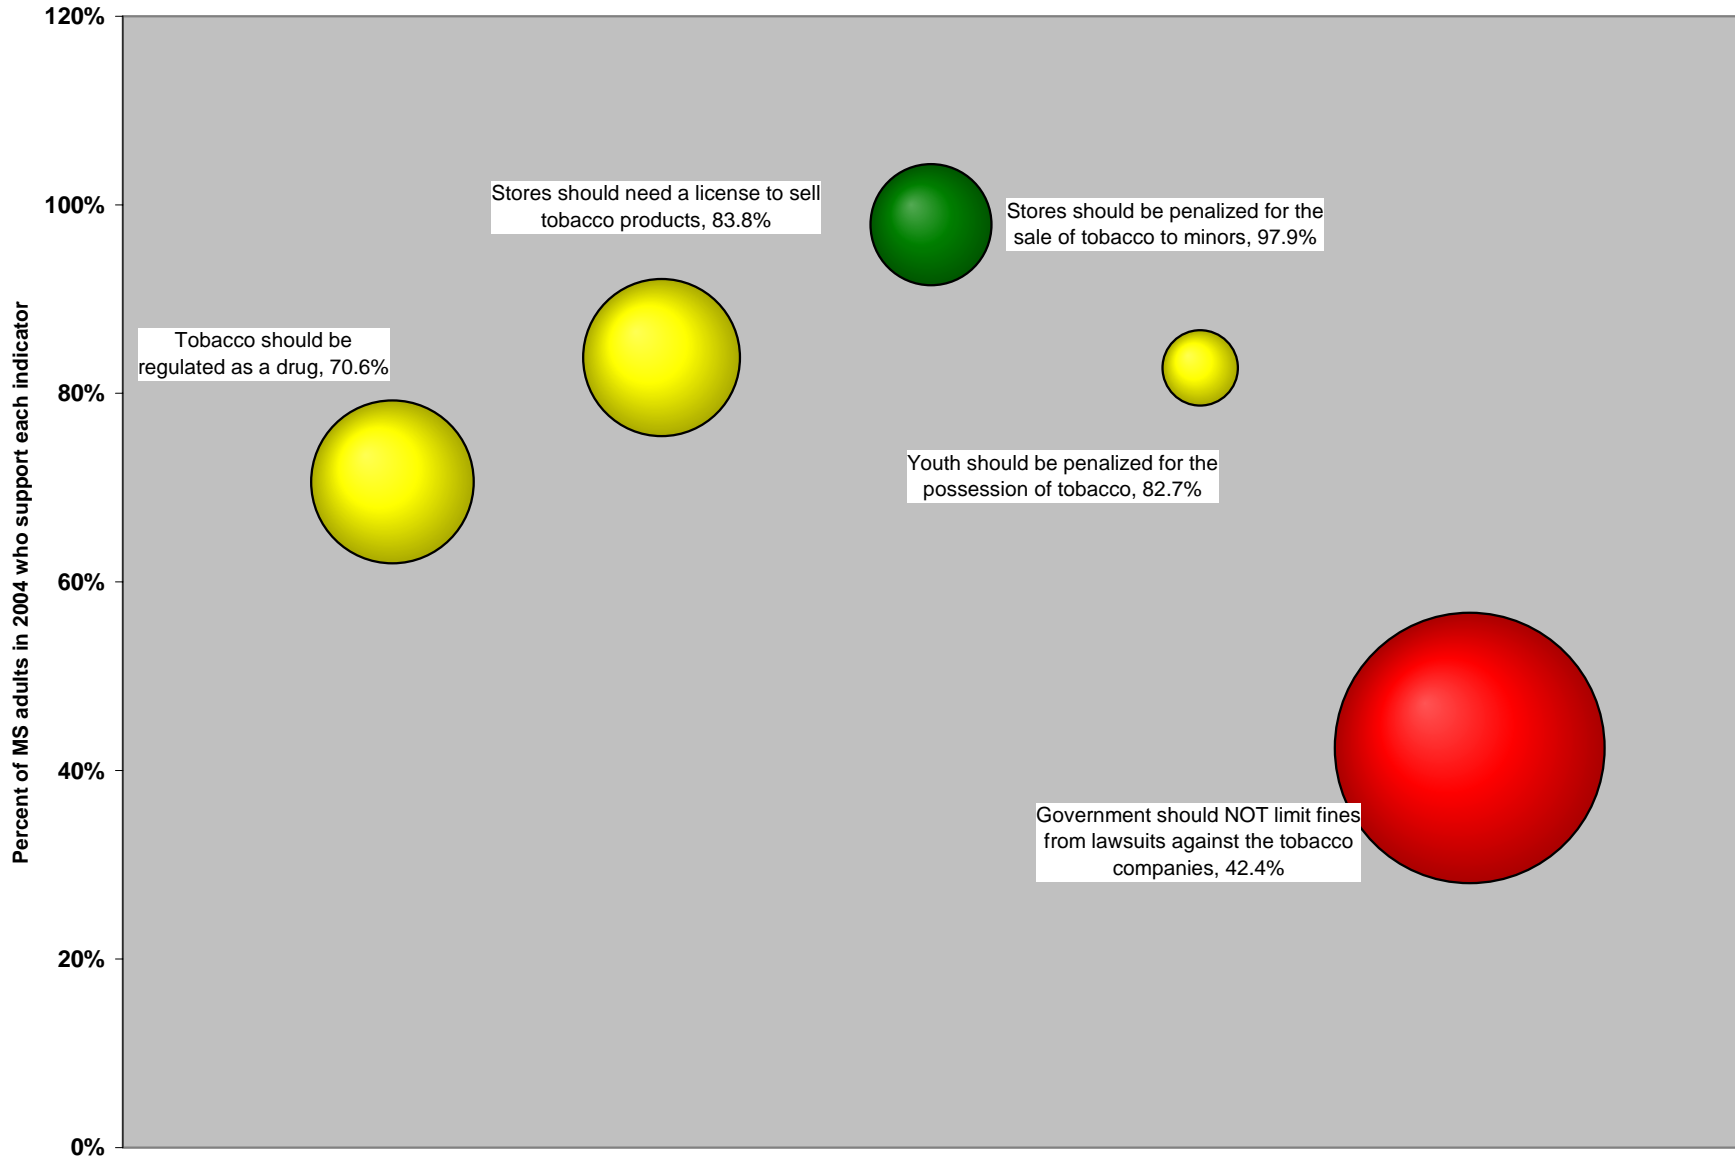 120%
100%
80%
60%
40%
20%
0%
Percent of MS adults in 2004 who support each indicator
Tobacco should be
regulated as a drug, 70.6%
Stores should need a license to sell
tobacco products, 83.8%
Stores should be penalized for the
sale of tobacco to minors, 97.9%
Youth should be penalized for the
possession of tobacco, 82.7%
Government should NOT limit fines
from lawsuits against the tobacco
companies, 42.4%